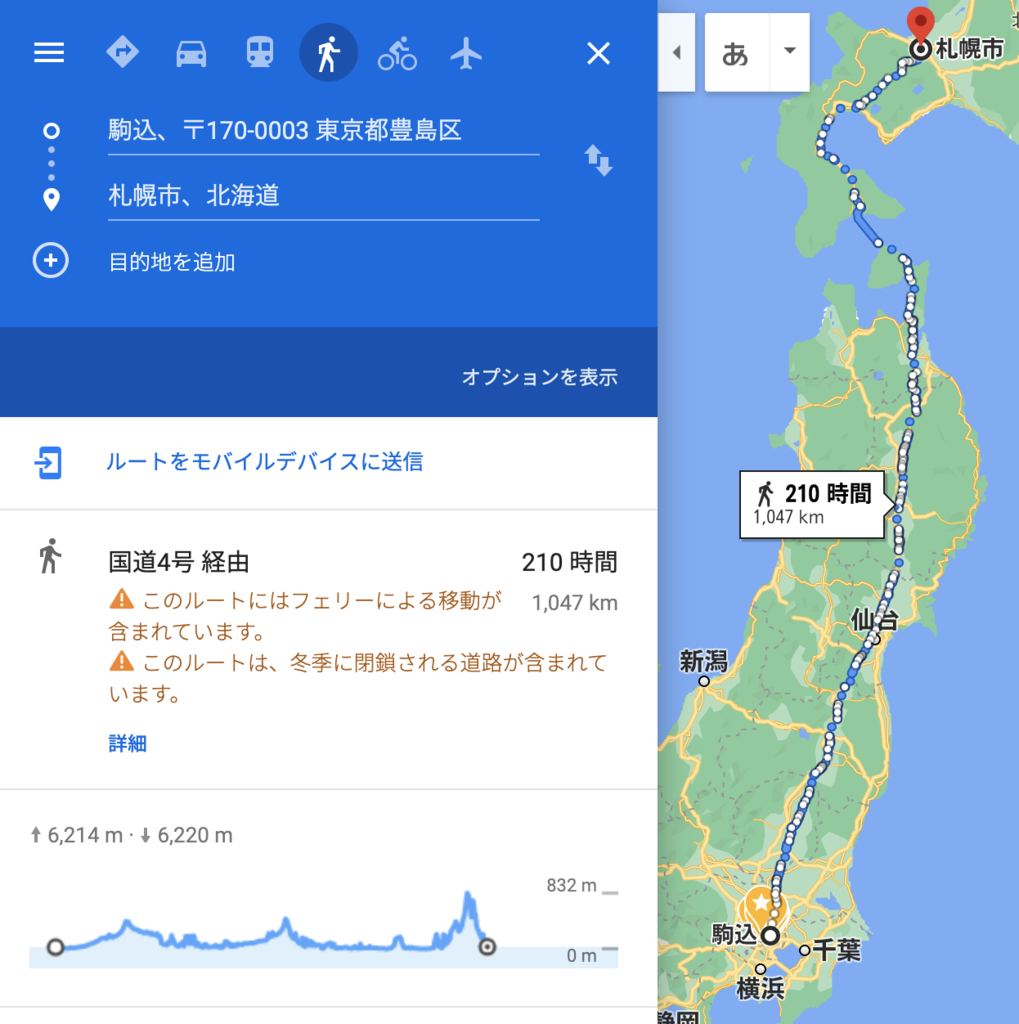 駒込、〒170-0003 東京都豊島区
札幌市、北海道
目的地を追加
オプションを表示
ルートをモバイルデバイスに送信
国道4号 経由
210 時間
このルートにはフェリーによる移動が
1,047 km
含まれています。
このルートは、冬季に閉鎖される道路が含まれて
います。
詳細
6,214 m · 6,220 m
832 m
0 m
あ
札幌市
北
210 時間
1,047 km
仙台
新潟
駒込
千葉
横浜
静岡